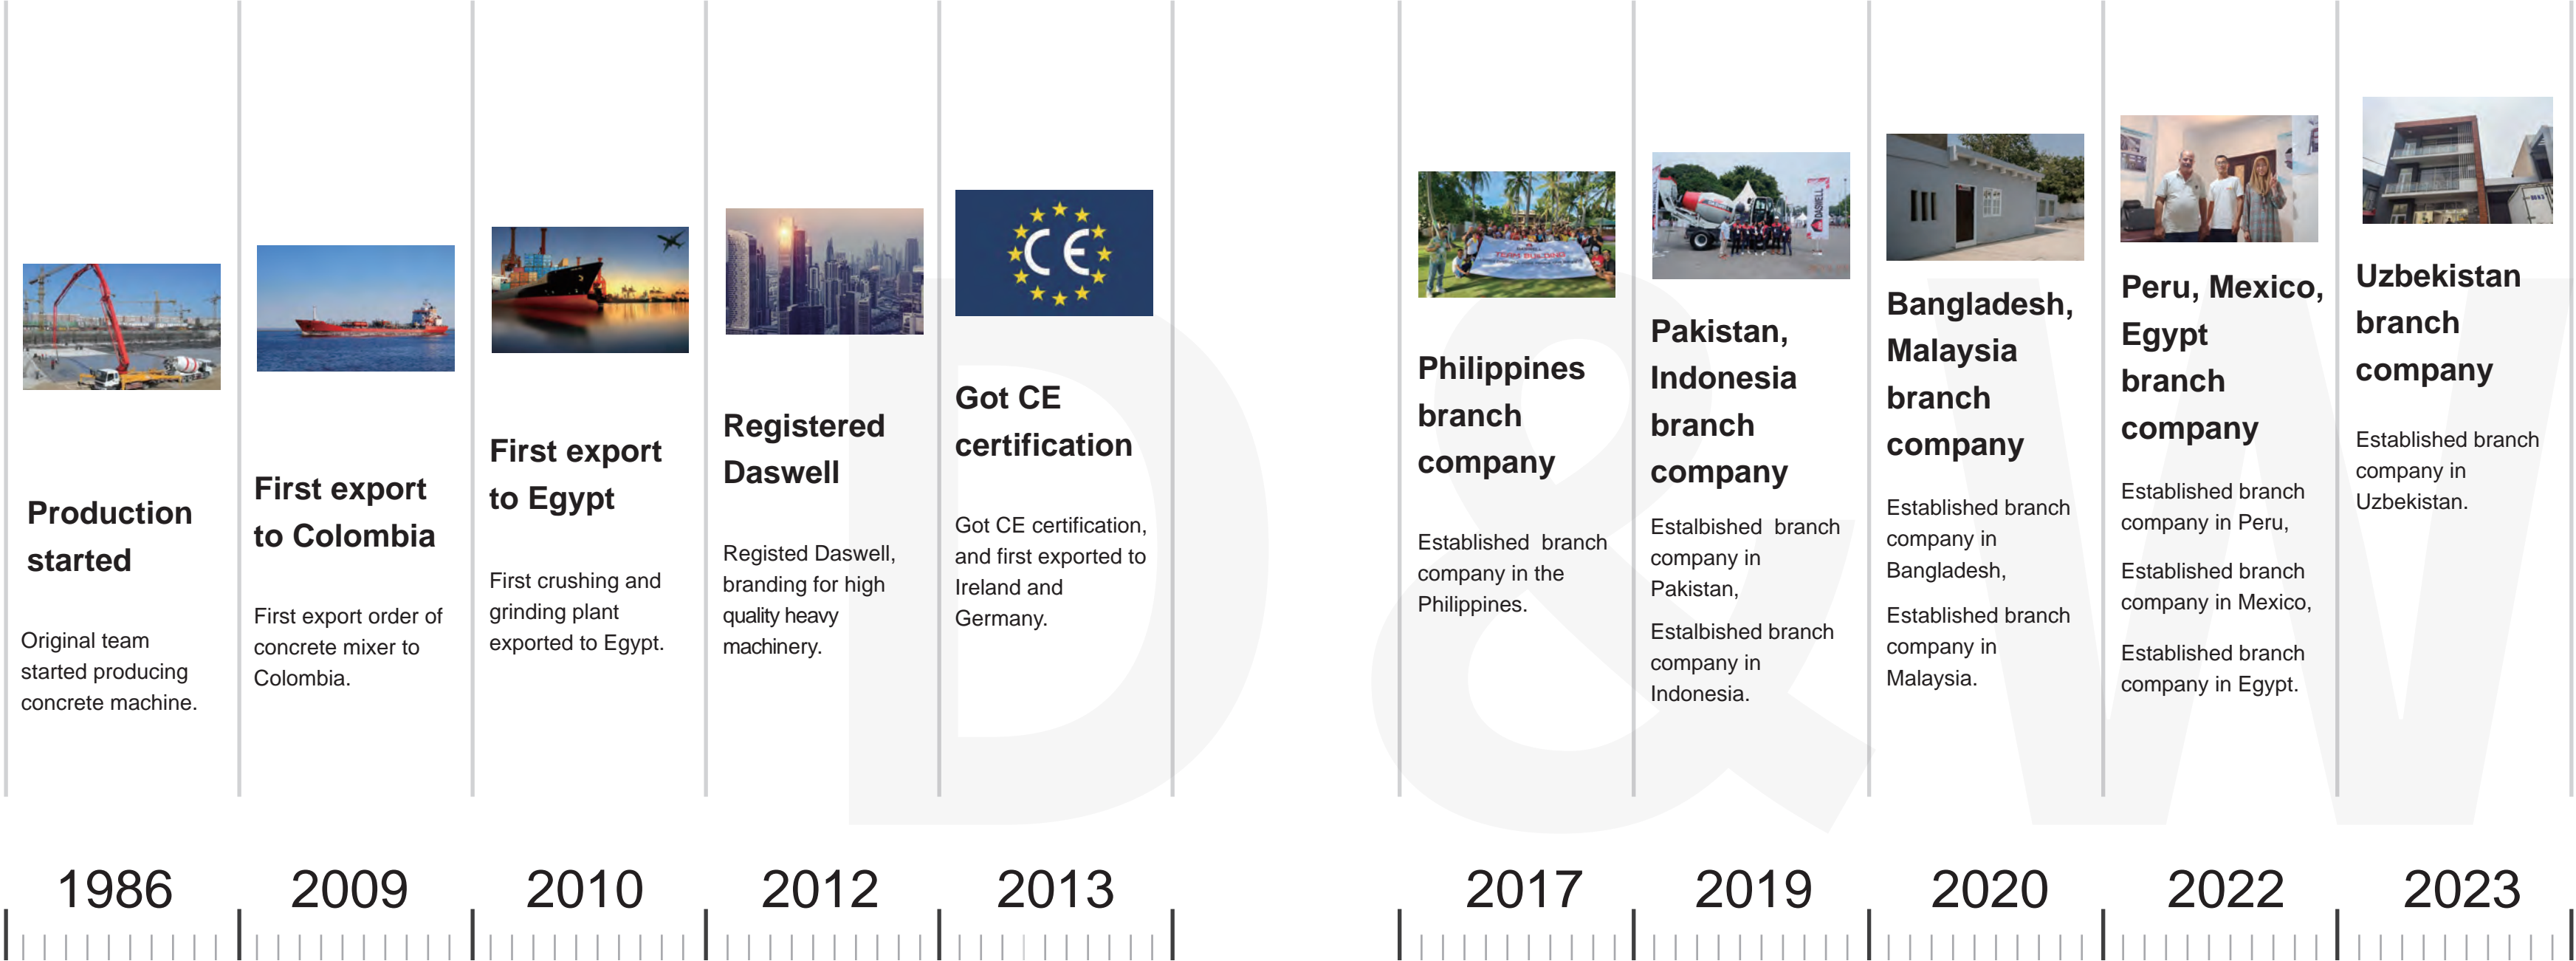 Production
started
Original team
started producing
concrete machine.
1986
First export
to Colombia
First export order of
concrete mixer to
Colombia.
2009
First export
to Egypt
First crushing and
grinding plant
exported to Egypt.
2010
Registered
Daswell
Registed Daswell,
branding for high
quality heavy
machinery.
2012
CE
Got CE
certification
Got CE certification,
and first exported to
Ireland and
Germany.
2013
TEAM BUILDING
Philippines
branch
company
Established branch
company in the
Philippines.
2017
DASWELL
Pakistan,
Indonesia
branch
company
Estalbished branch
company in
Pakistan,
Estalbished branch
company in
Indonesia.
2019
Bangladesh,
Malaysia
branch
company
Established branch
company in
Bangladesh,
Established branch
company in
Malaysia.
2020
Peru, Mexico,
Egypt
branch
company
Established branch
company in Peru,
Established branch
company in Mexico,
Established branch
company in Egypt.
2022
Uzbekistan
branch
company
Established branch
company in
Uzbekistan.
2023
D & W